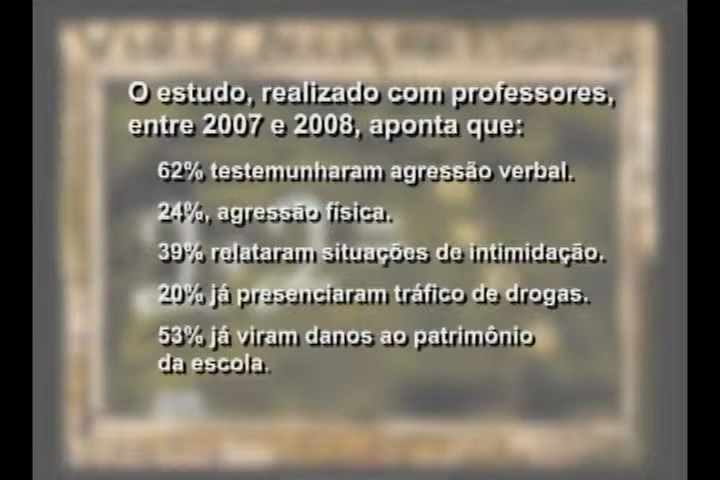 O estudo, realizado com professores,
entre 2007 e 2008, aponta que:
62% testemunharam agressão verbal.
24%, agressão física.
39% relataram situações de intimidação.
20% já presenciaram tráfico de drogas.
53% já viram danos ao patrimônio
da escola.